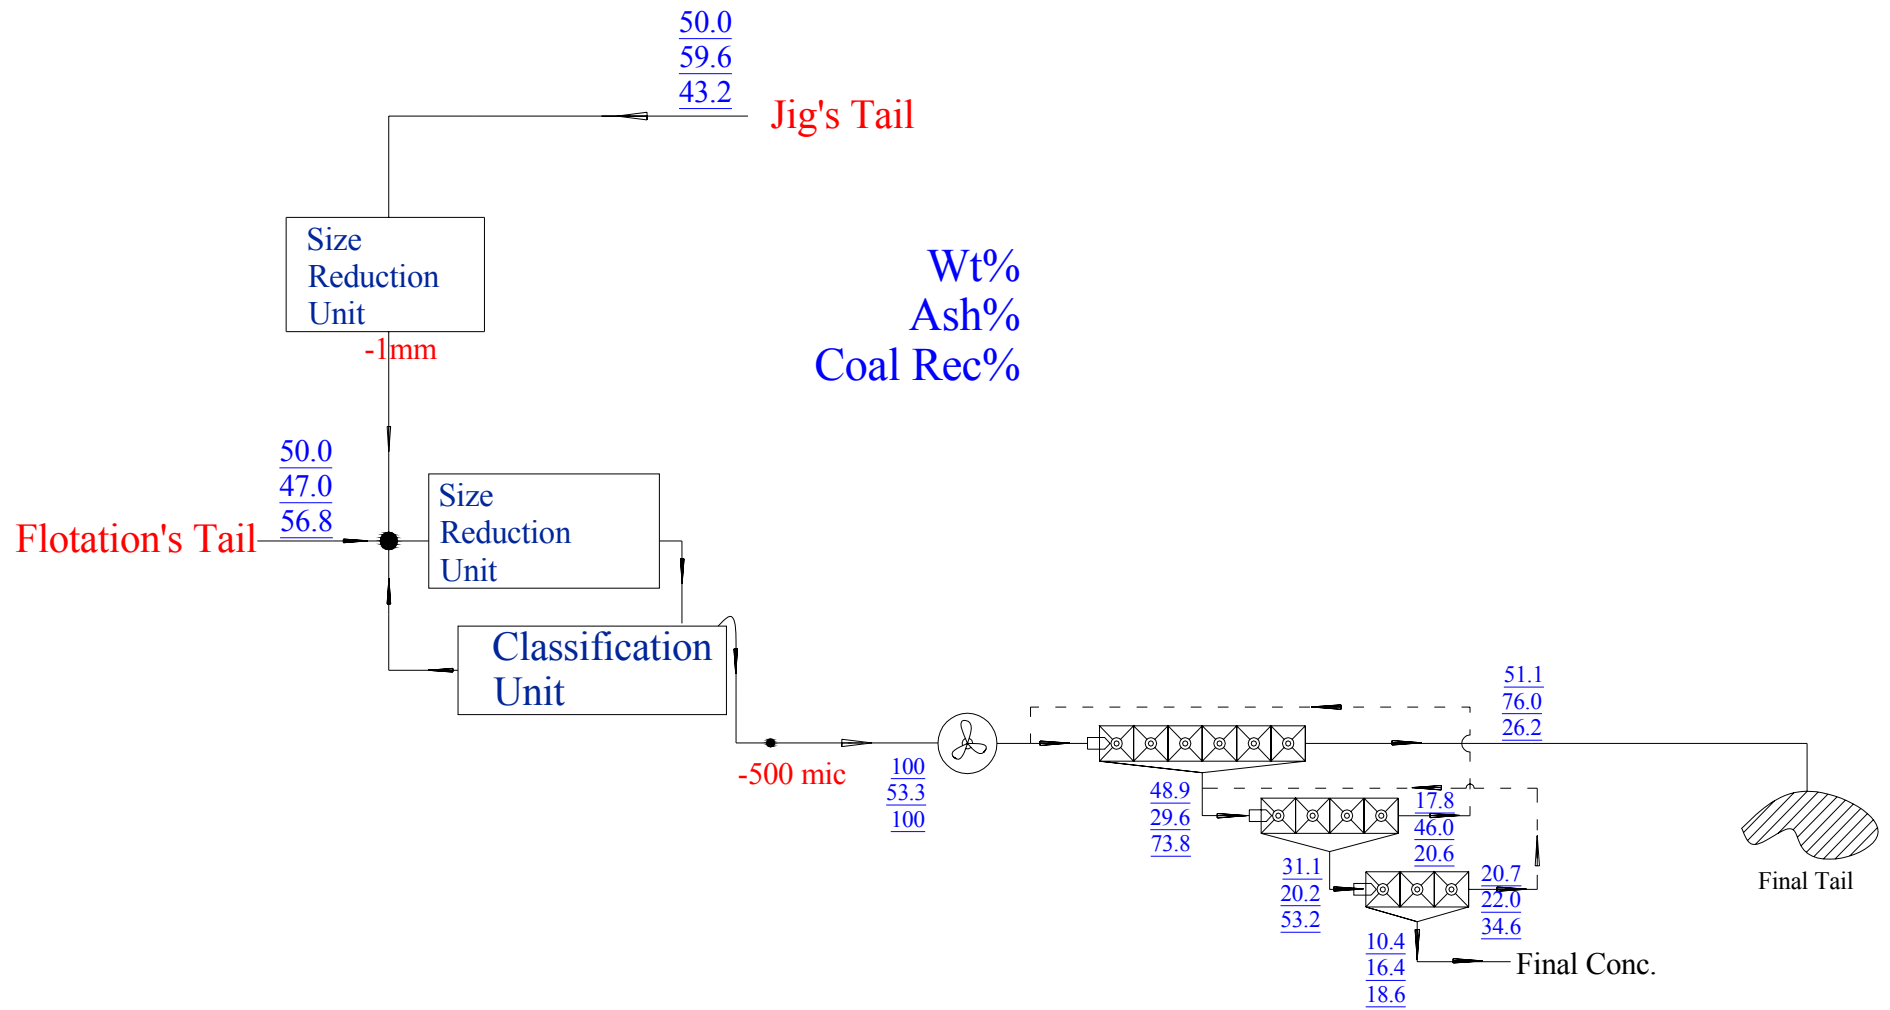 50.0
59.6
43.2
Jig's Tail
Size
Reduction
Unit
-1mm
Wt%
Ash%
Coal Rec%
50.0
47.0
56.8
Flotation's Tail
Size
Reduction
Unit
Classification
Unit
-500 mic
100
53.3
100
51.1
76.0
26.2
48.9
29.6
73.8
17.8
46.0
20.6
31.1
20.2
53.2
20.7
22.0
34.6
10.4
16.4
18.6
Final Conc.
Final Tail